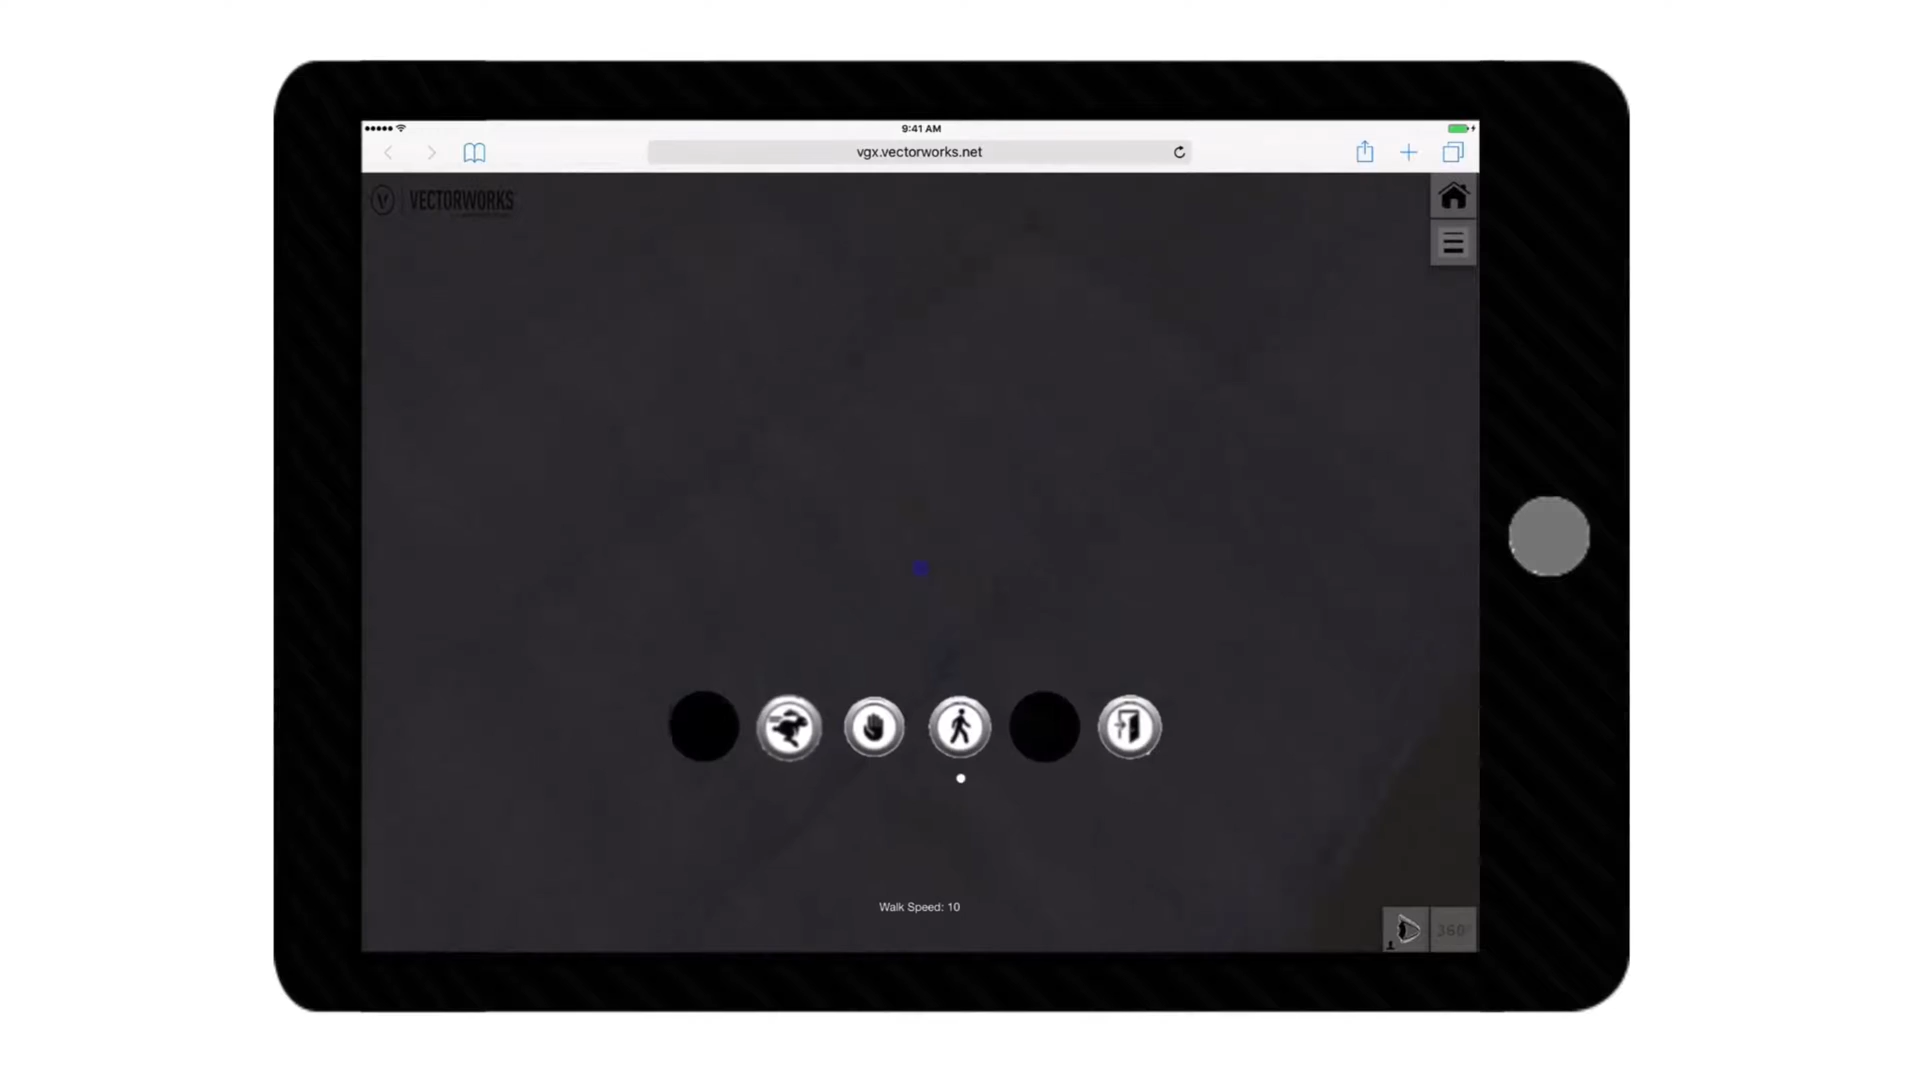 9:41 AM
vgx.vectorworks.net
VECTORWORKS
Walk Speed: 10
360°